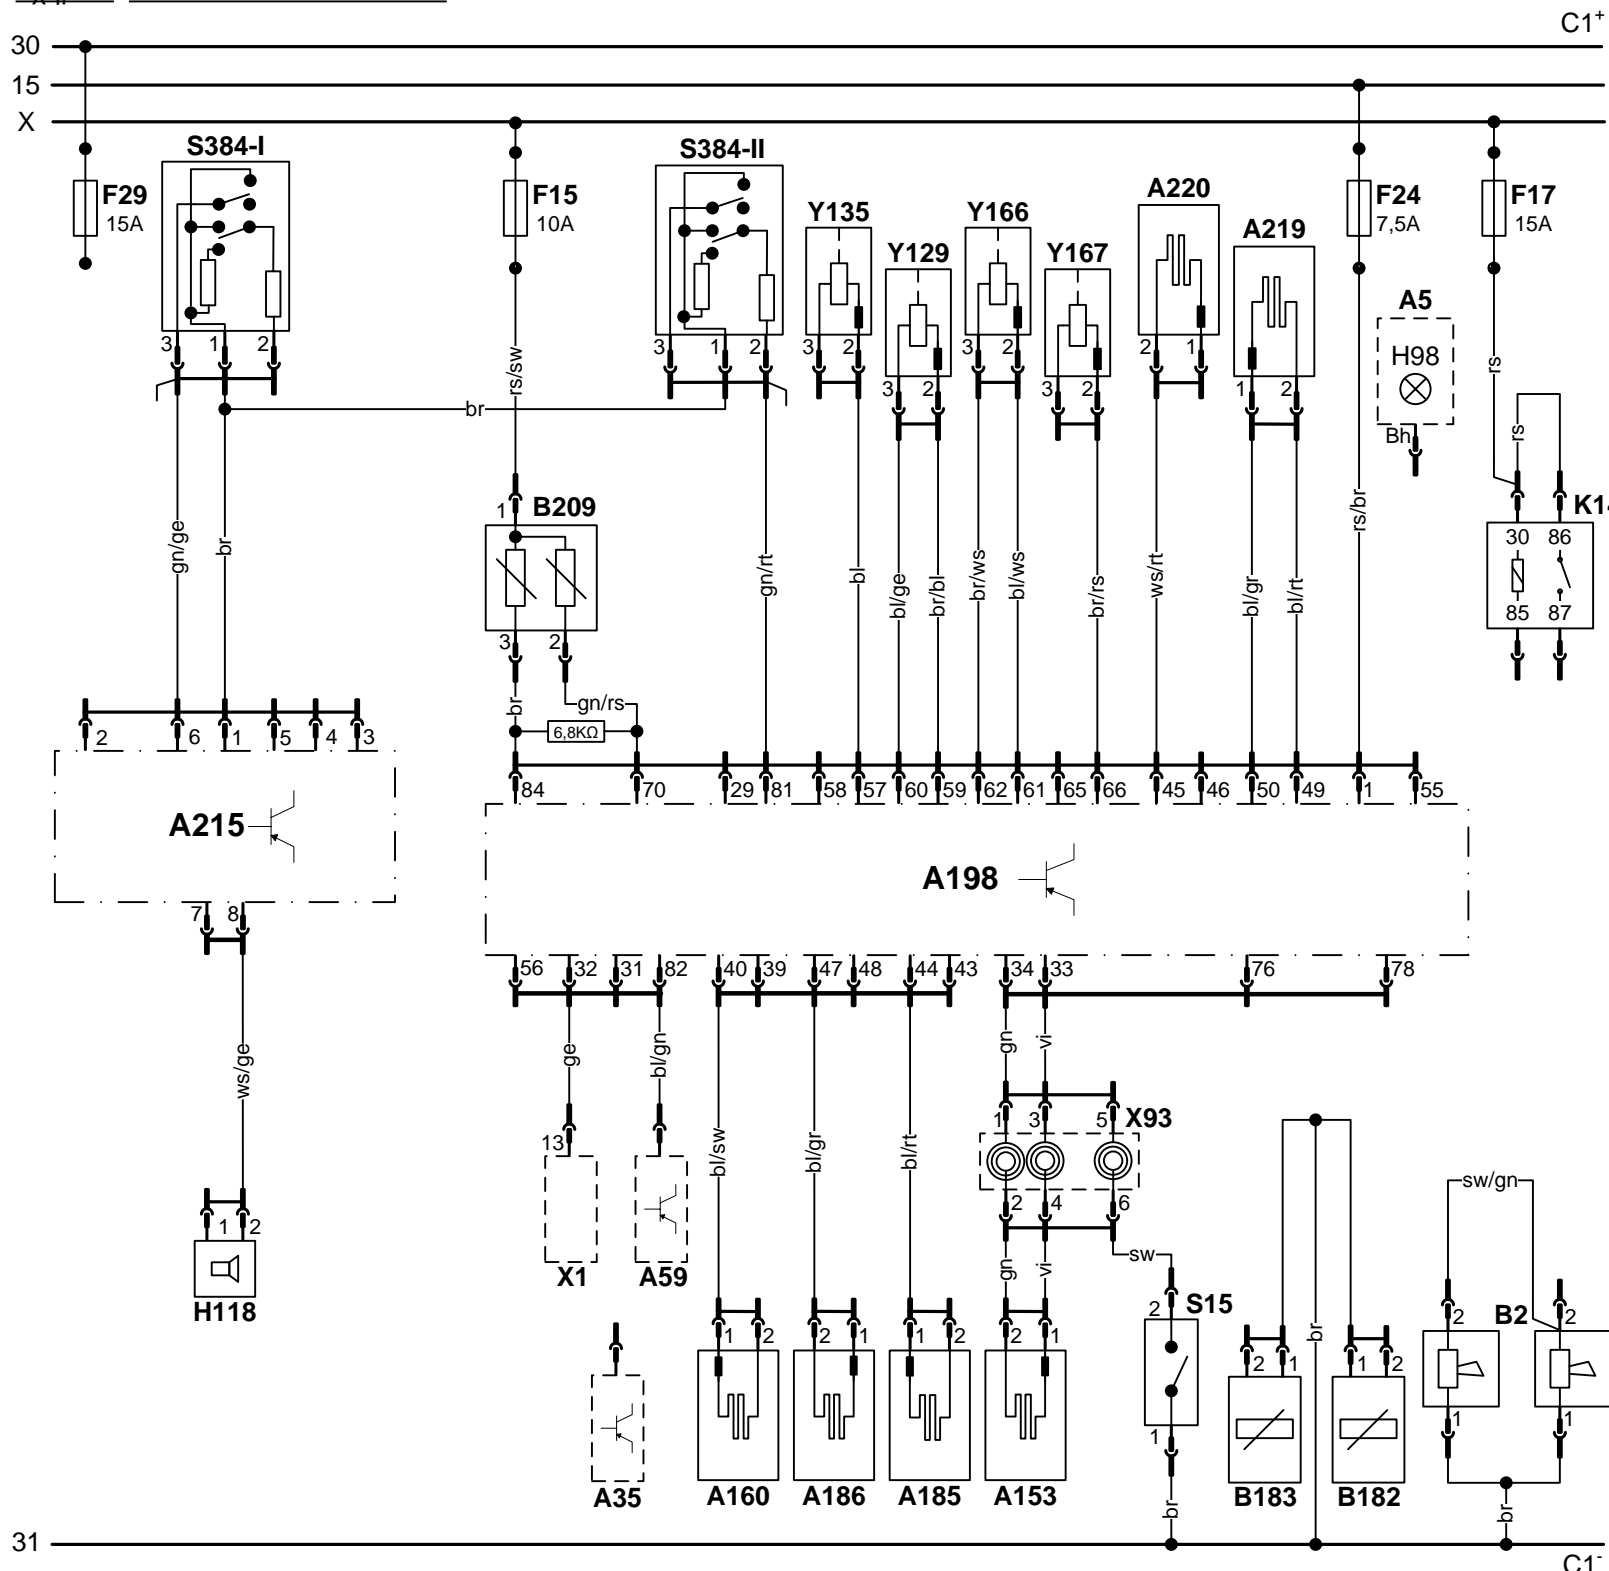 C1+
30
15
X
S384-I
S384-II
F29
15A
F15
10A
Y135
Y129
Y166
Y167
A220
A219
F24
7,5A
F17
15A
A5
H98
Bh
3 1 2
3 1 2
3 2
3 2
3 2
3 2
2 1
1 2
rs/sw
br
rs
rs
K14
30 86
85 87
1
B209
3 2
gn/ge
br
gn/rt
bl
bl/ge
br/bl
br/ws
bl/ws
br/rs
ws/rt
bl/gr
bl/rt
rs/br
br
gn/rs
6,8KΩ
2 6 1 5 4 3
84 70 29 81 58 57 60 59 62 61 65 66 45 46 50 49 1 55
A215
A198
7 8
56 32 31 82 40 39 47 48 44 43 34 33 76 78
ws/ge
ge
bl/gn
bl/sw
bl/gr
bl/rt
gn
vi
1 3 5
X93
2 4 6
13
X1
A59
gn
vi
sw
sw/gn
1 2
H118
A35
1 2
2 1
1 2
2 1
A160
A186
A185
A153
2
S15
1
br
2 1
br
1 2
B183
B182
2
B2
2
1
1
br
31
C1-